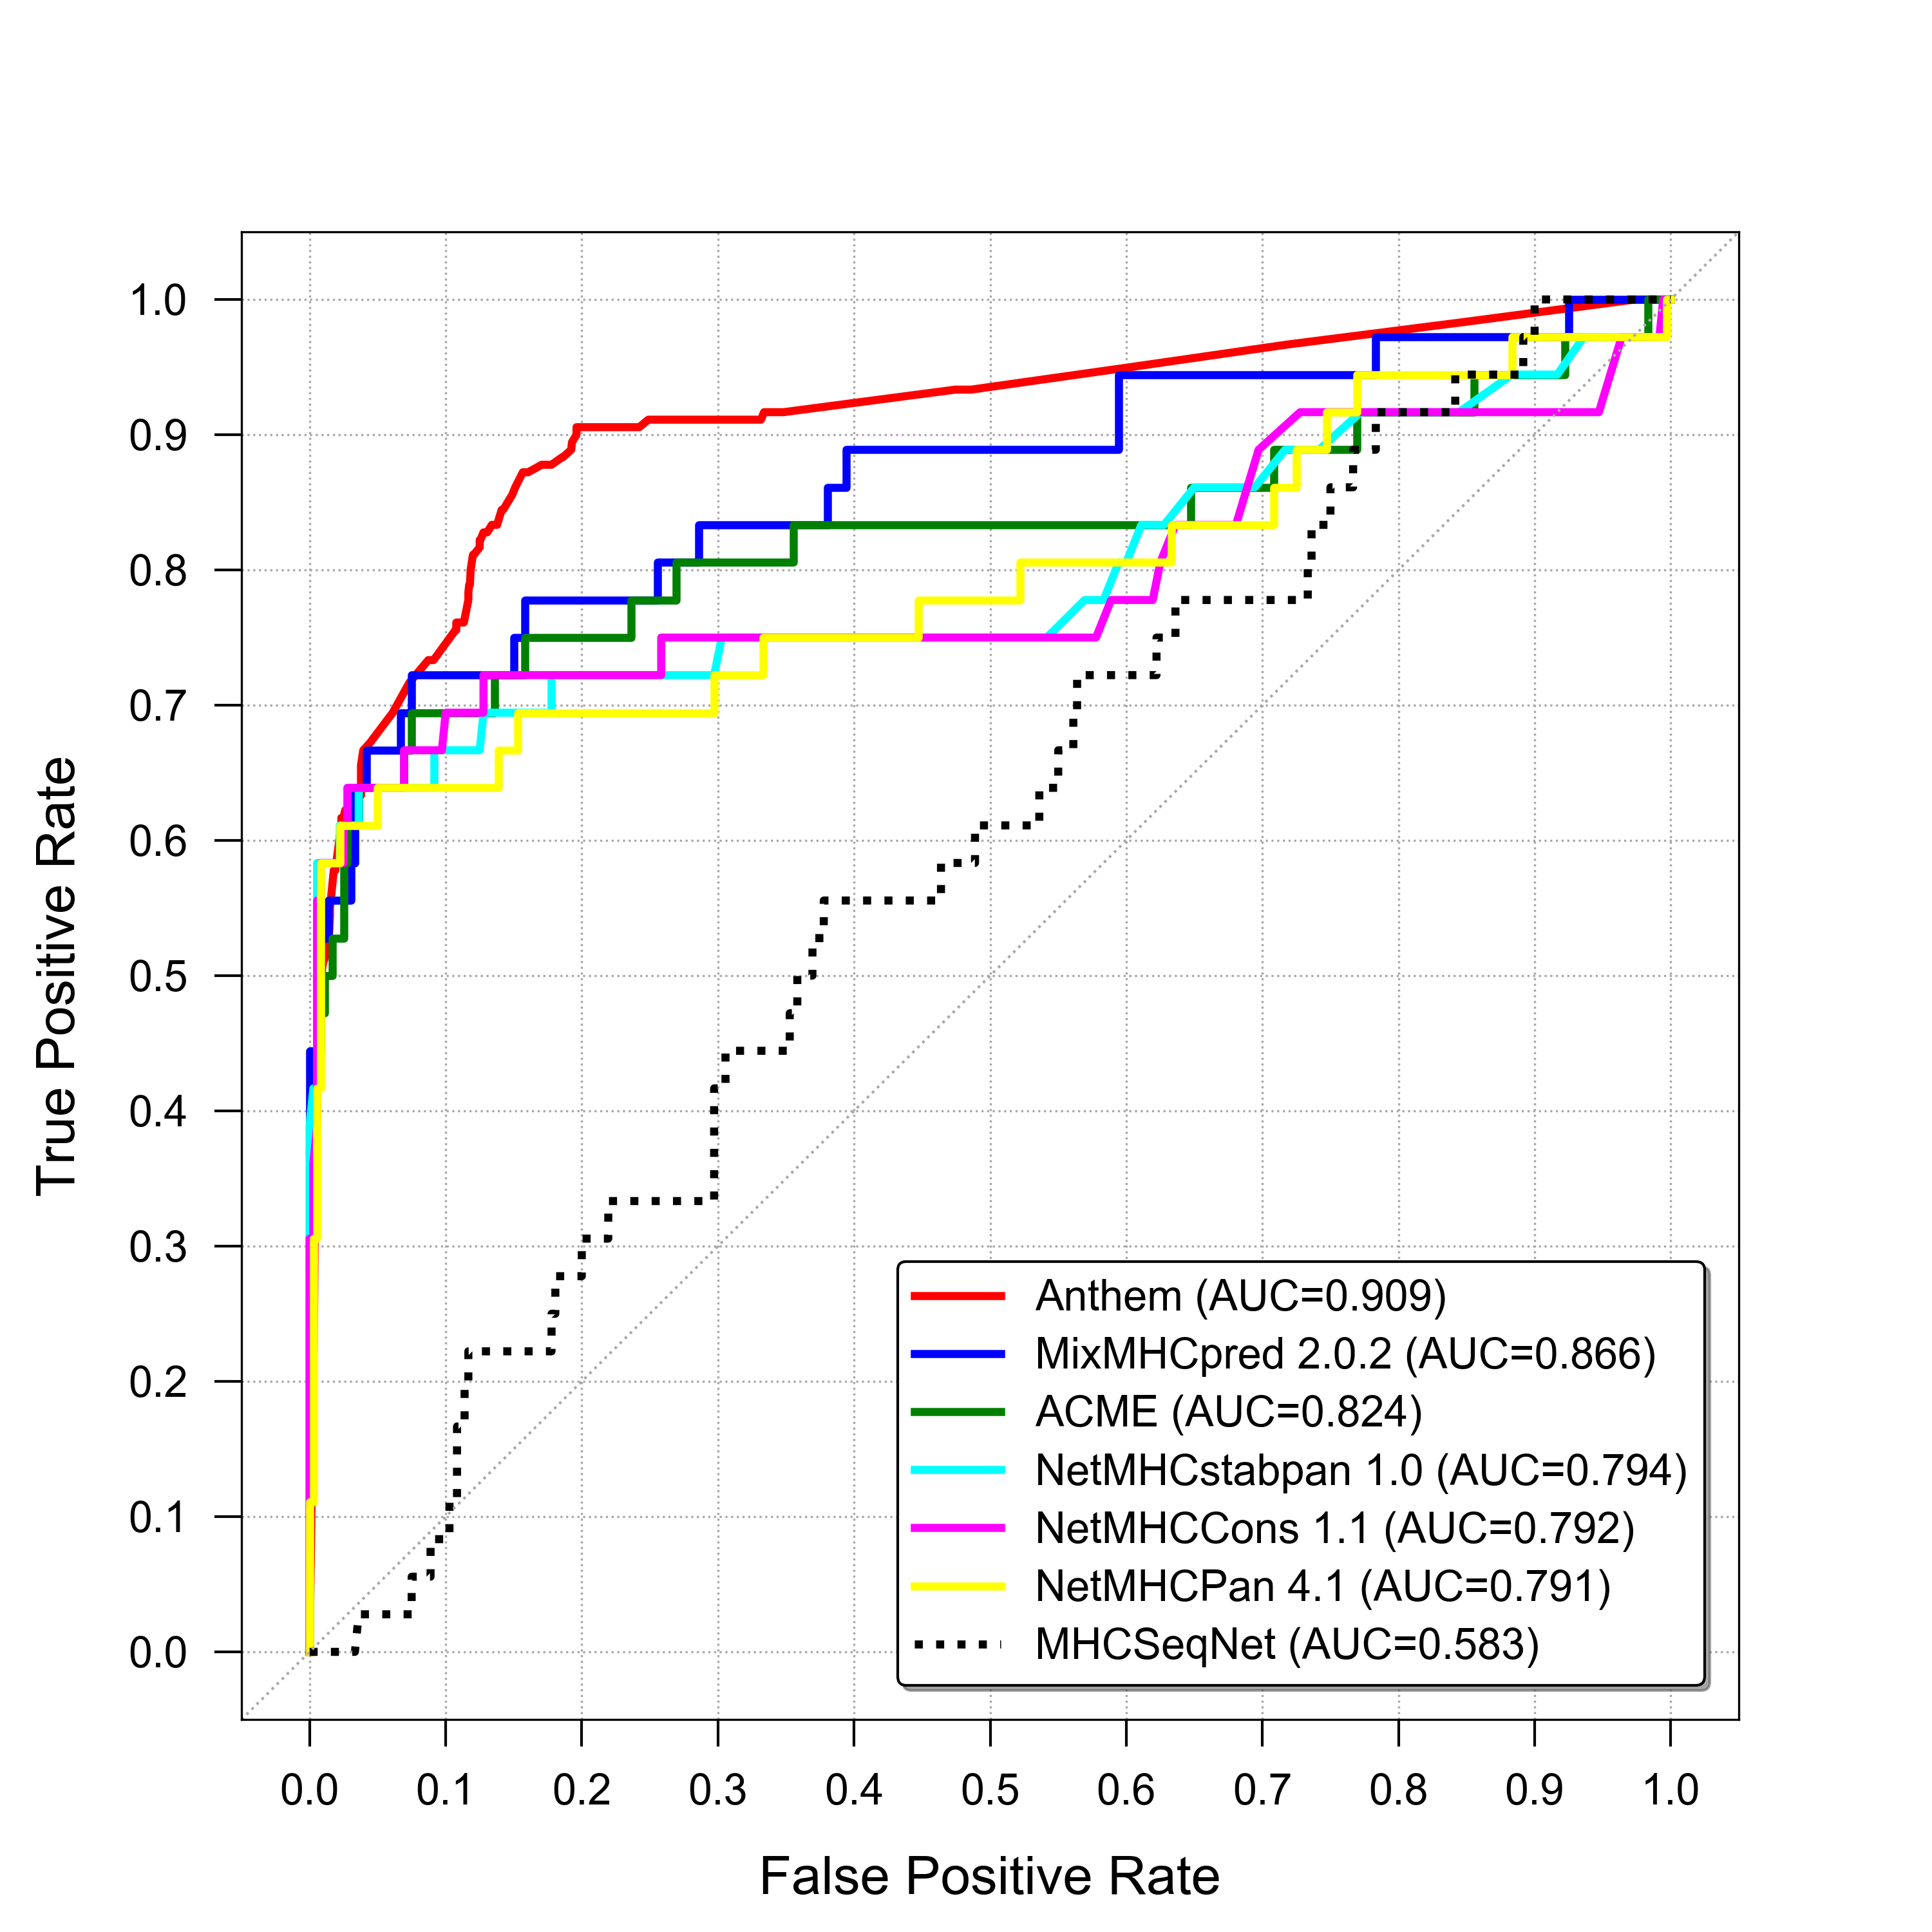 1.0
0.9
0.8
0.7
0.6
0.5
0.4
0.3
0.2
0.1
0.0
True Positive Rate
Anthem (AUC=0.909)
MixMHCpred 2.0.2 (AUC=0.866)
ACME (AUC=0.824)
NetMHCstabpan 1.0 (AUC=0.794)
NetMHCCons 1.1 (AUC=0.792)
NetMHCPan 4.1 (AUC=0.791)
MHCSeqNet (AUC=0.583)
0.0 0.1 0.2 0.3 0.4 0.5 0.6 0.7 0.8 0.9 1.0
False Positive Rate